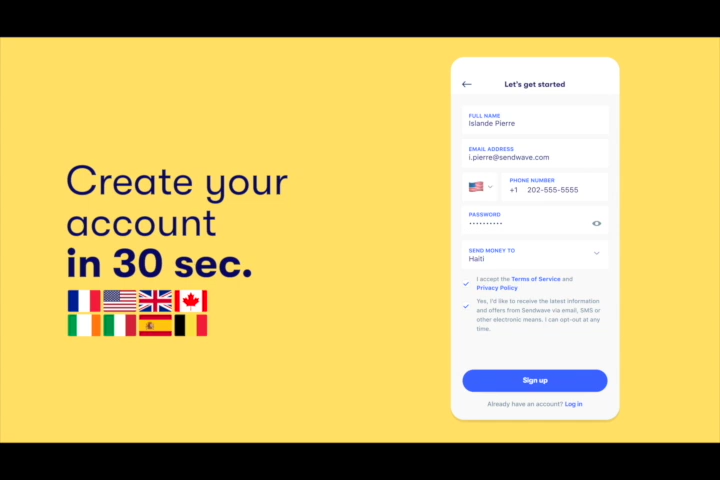 Create your
account
in 30 sec.
Let's get started
FULL NAME
Islande Pierre
EMAIL ADDRESS
i.pierre@sendwave.com
PHONE NUMBER
+1 202-555-5555
PASSWORD
••••••••••
SEND MONEY TO
Haiti
I accept the Terms of Service and
Privacy Policy
Yes, I'd like to receive the latest information
and offers from Sendwave via email, SMS or
other electronic means. I can opt-out at any
time.
Sign up
Already have an account? Log in